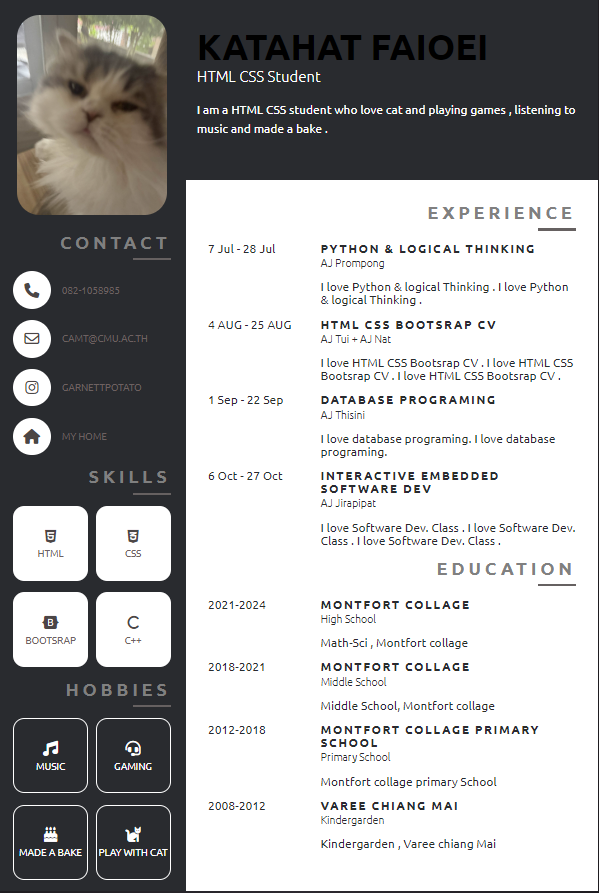 KATAHAT FAIOEI
HTML CSS Student
I am a HTML CSS student who love cat and playing games , listening to
music and made a bake .
CONTACT
082-1058985
CAMT@CMU.AC.TH
GARNETTPOTATO
MY HOME
SKILLS
HTML
CSS
BOOTSRAP
C++
HOBBIES
MUSIC
GAMING
MADE A BAKE
PLAY WITH CAT
EXPERIENCE
7 Jul - 28 Jul
PYTHON & LOGICAL THINKING
AJ Prompong
I love Python & logical Thinking . I love Python
& logical Thinking .
4 AUG - 25 AUG
HTML CSS BOOTSRAP CV
AJ Tui + AJ Nat
I love HTML CSS Bootsrap CV . I love HTML CSS
Bootsrap CV . I love HTML CSS Bootsrap CV .
1 Sep - 22 Sep
DATABASE PROGRAMING
AJ Thisini
I love database programing. I love database
programing.
6 Oct - 27 Oct
INTERACTIVE EMBEDDED
SOFTWARE DEV
AJ Jirapipat
I love Software Dev. Class . I love Software Dev.
Class . I love Software Dev. Class .
EDUCATION
2021-2024
MONTFORT COLLAGE
High School
Math-Sci , Montfort collage
2018-2021
MONTFORT COLLAGE
Middle School
Middle School, Montfort collage
2012-2018
MONTFORT COLLAGE PRIMARY
SCHOOL
Primary School
Montfort collage primary School
2008-2012
VAREE CHIANG MAI
Kindergarden
Kindergarden , Varee chiang Mai